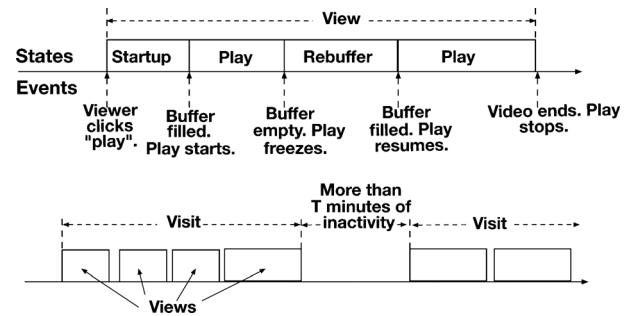 View
States
Startup
Play
Rebuffer
Play
Events
Viewer
clicks
"play".
Buffer
filled.
Play starts.
Buffer
empty. Play
freezes.
Buffer
filled. Play
resumes.
Video ends. Play
stops.
More than
T minutes of
inactivity
Visit
Visit
Views